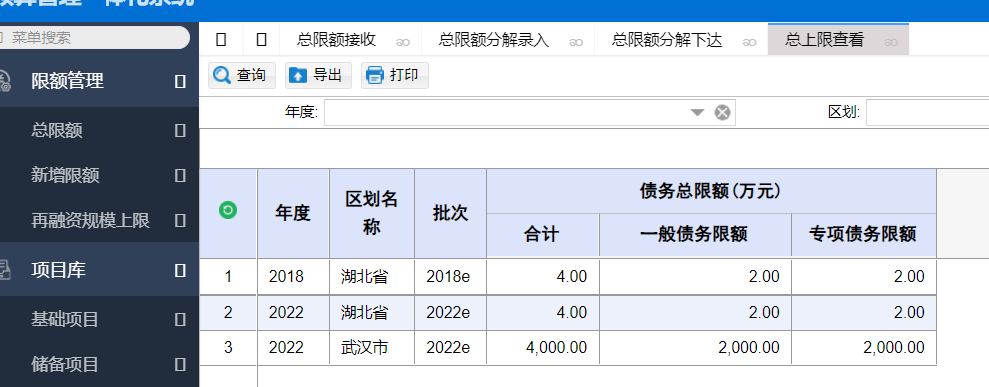 菜单搜索
总限额接收
总限额分解录入
总限额分解下达
总上限查看
限额管理
总限额
新增限额
再融资规模上限
项目库
基础项目
储备项目
查询 导出 打印
年度: 区划:
年度 区划名称 批次 债务总限额(万元)
合计 一般债务限额 专项债务限额
1 2018 湖北省 2018e 4.00 2.00 2.00
2 2022 湖北省 2022e 4.00 2.00 2.00
3 2022 武汉市 2022e 4,000.00 2,000.00 2,000.00